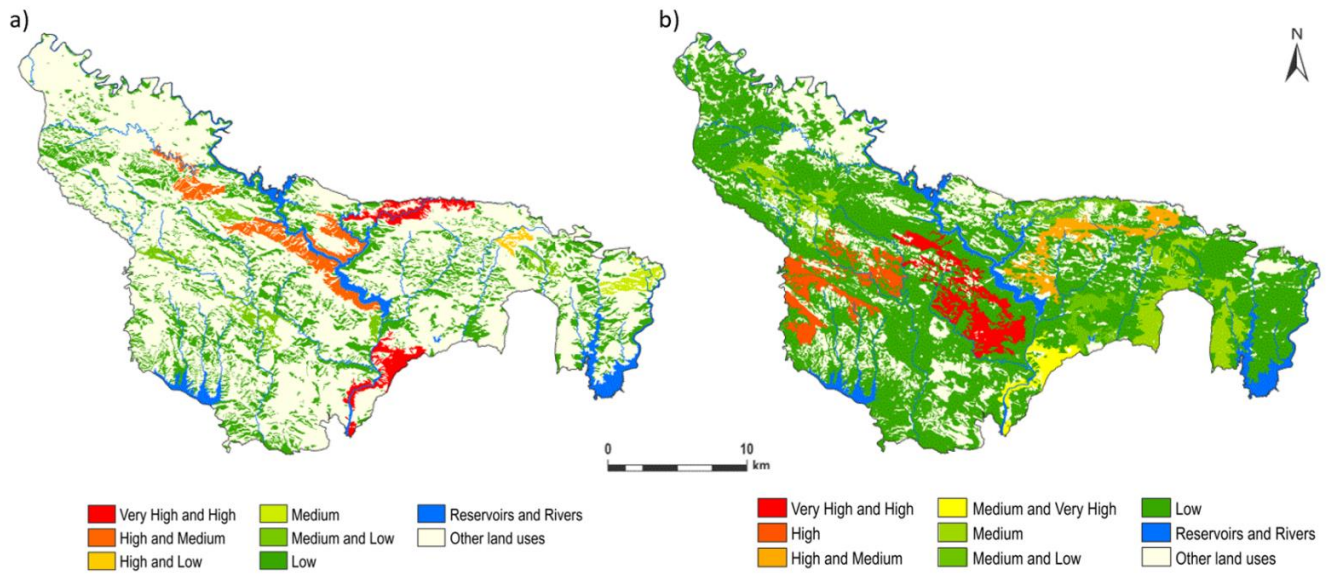 a)
b)
N
0 10
km
Very High and High
High and Medium
High and Low
Medium
Medium and Low
Low
Reservoirs and Rivers
Other land uses
Very High and High
High
High and Medium
Medium and Very High
Medium
Medium and Low
Low
Reservoirs and Rivers
Other land uses